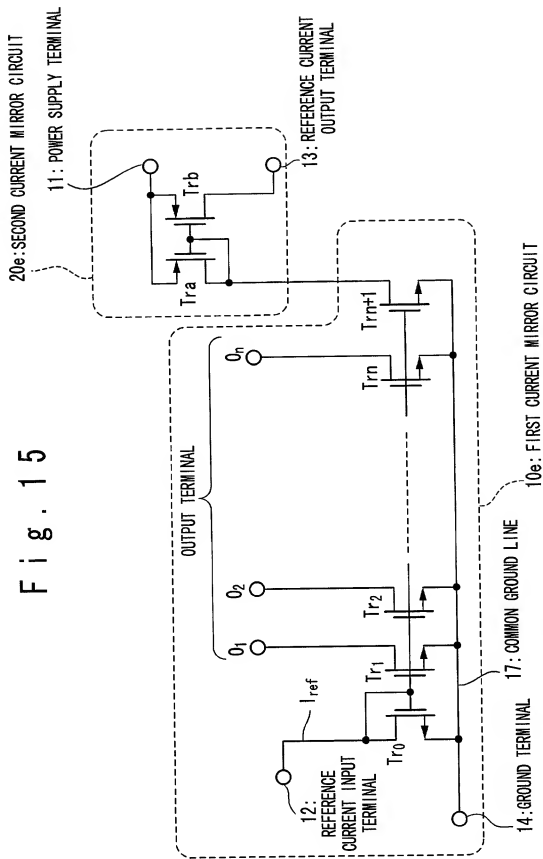 Fig. 15
20e: SECOND CURRENT MIRROR CIRCUIT
11: POWER SUPPLY TERMINAL
Tra
Trb
13: REFERENCE CURRENT
OUTPUT TERMINAL
OUTPUT TERMINAL
O1
O2
On
Iref
12:
REFERENCE
CURRENT INPUT
TERMINAL
Tr0
Tr1
Tr2
Trn
Trn+1
14: GROUND TERMINAL
17: COMMON GROUND LINE
10e: FIRST CURRENT MIRROR CIRCUIT